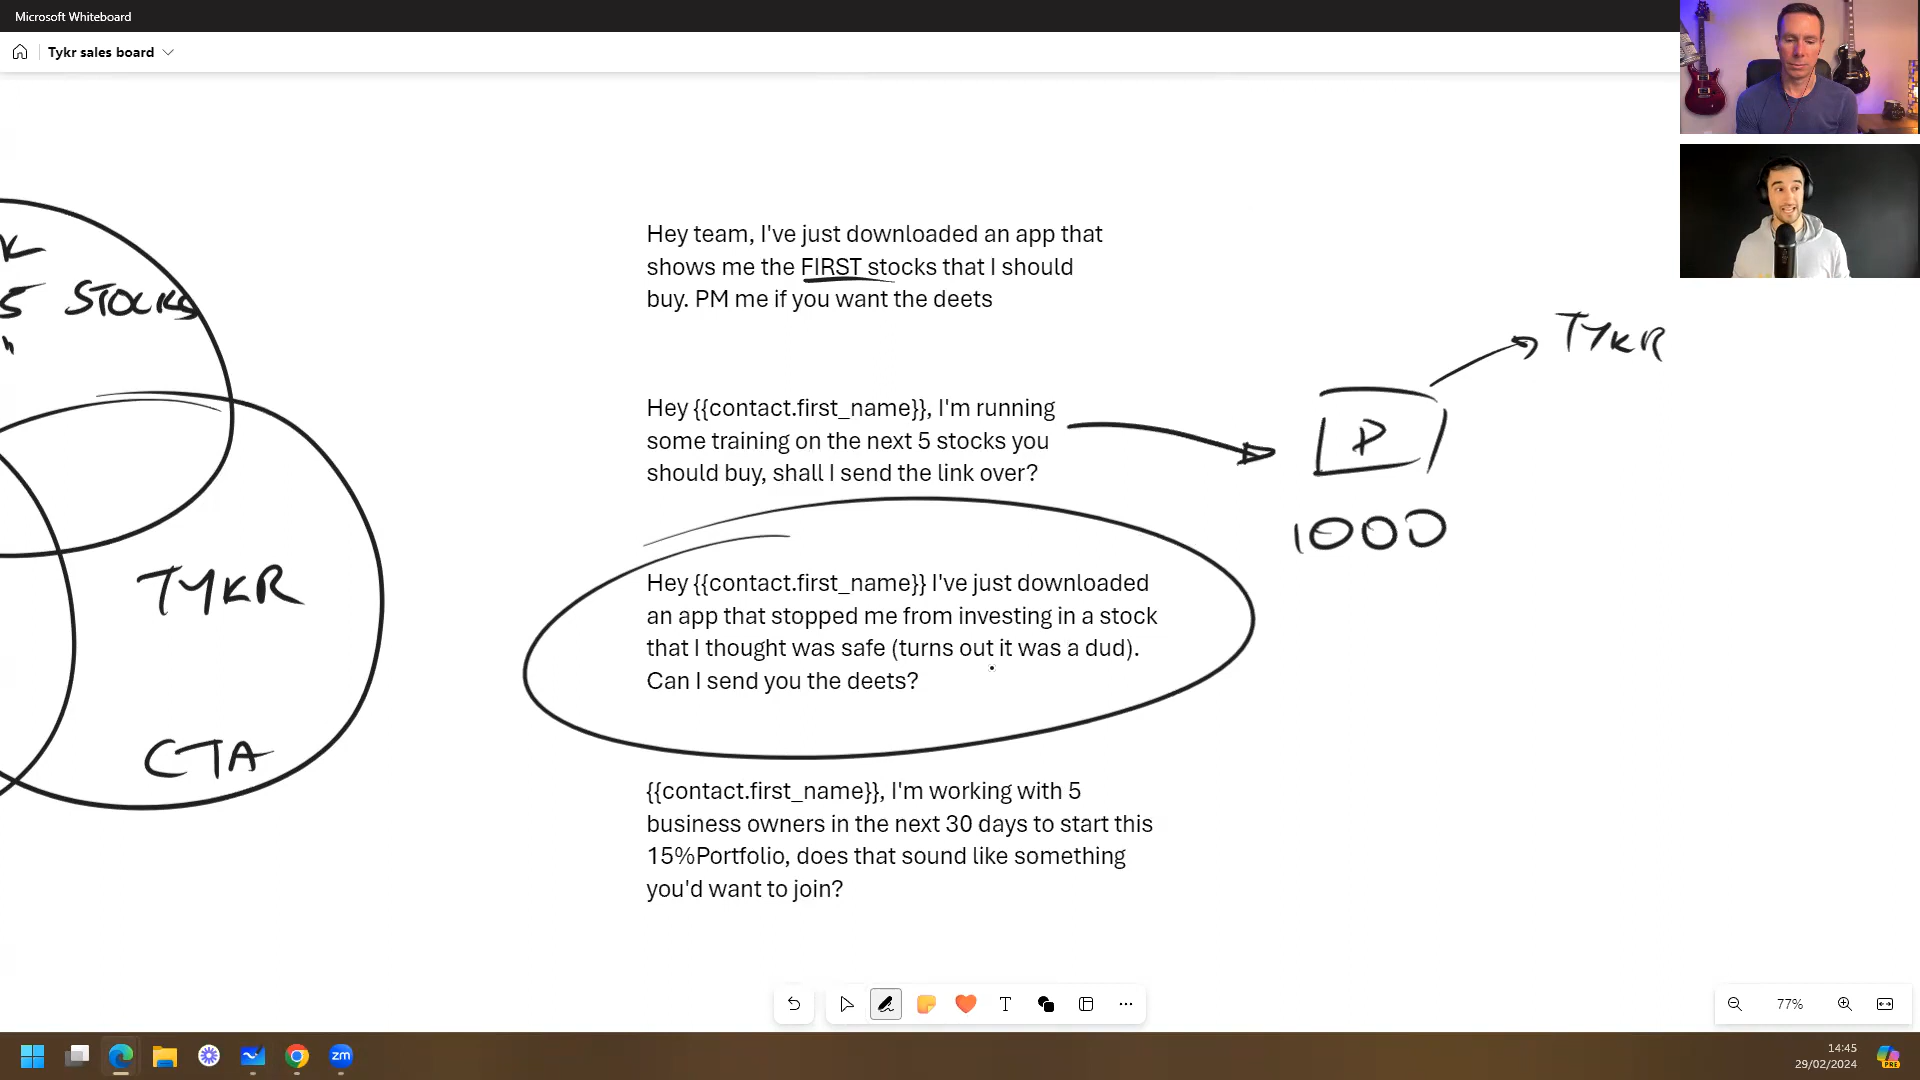 Microsoft Whiteboard
Tykr sales board
5 STOCKS
TYKR
CTA
Hey team, I've just downloaded an app that
shows me the FIRST stocks that I should
buy. PM me if you want the deets
Hey {{contact.first_name}}, I'm running
some training on the next 5 stocks you
should buy, shall I send the link over?
Hey {{contact.first_name}} I've just downloaded
an app that stopped me from investing in a stock
that I thought was safe (turns out it was a dud).
Can I send you the deets?
{{contact.first_name}}, I'm working with 5
business owners in the next 30 days to start this
15%Portfolio, does that sound like something
you'd want to join?
TYKR
1000
77%
zm
14:45
29/02/2024
PRE